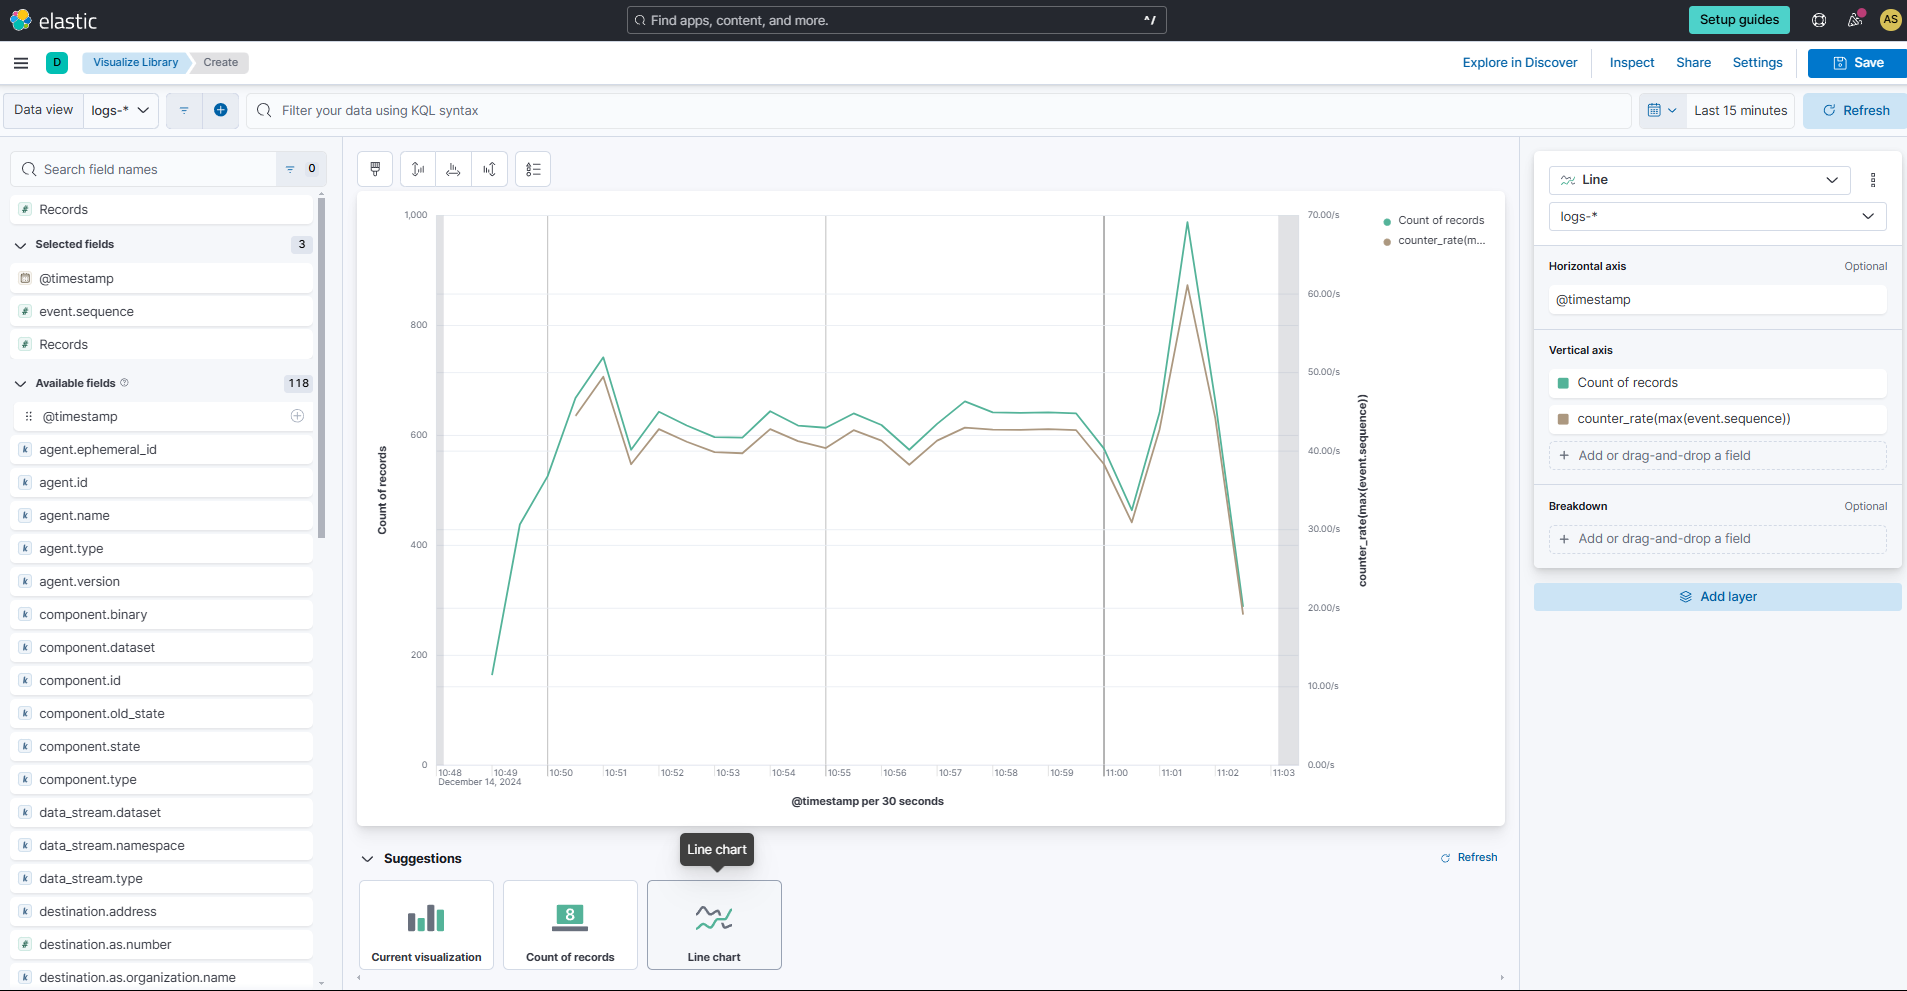 elastic
Find apps, content, and more.
^/
Setup guides
AS
D
Visualize Library
Create
Explore in Discover
Inspect
Share
Settings
Save
Data view
logs-*
Filter your data using KQL syntax
Last 15 minutes
Refresh
Search field names
0
# Records
Selected fields
3
@timestamp
# event.sequence
# Records
Available fields
118
@timestamp
k agent.ephemeral_id
k agent.id
k agent.name
k agent.type
k agent.version
k component.binary
k component.dataset
k component.id
k component.old_state
k component.state
k component.type
k data_stream.dataset
k data_stream.namespace
k data_stream.type
k destination.address
# destination.as.number
k destination.as.organization.name
1,000
800
600
400
200
0
Count of records
70.00/s
60.00/s
50.00/s
40.00/s
30.00/s
20.00/s
10.00/s
0.00/s
counter_rate(max(event.sequence))
10:48
10:49
10:50
10:51
10:52
10:53
10:54
10:55
10:56
10:57
10:58
10:59
11:00
11:01
11:02
11:03
December 14, 2024
@timestamp per 30 seconds
Count of records
counter_rate(m...
Line chart
Suggestions
Refresh
Current visualization
8
Count of records
Line chart
Line
logs-*
Horizontal axis
Optional
@timestamp
Vertical axis
Count of records
counter_rate(max(event.sequence))
+ Add or drag-and-drop a field
Breakdown
Optional
+ Add or drag-and-drop a field
Add layer